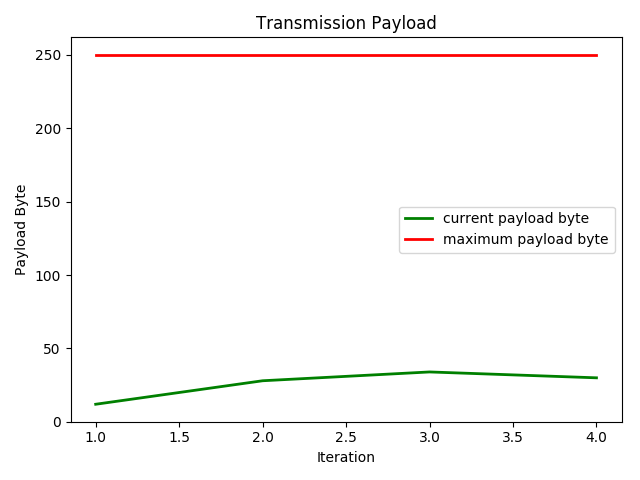 Transmission Payload
250
200
150
100
50
0
Payload Byte
current payload byte
maximum payload byte
1.0 1.5 2.0 2.5 3.0 3.5 4.0
Iteration